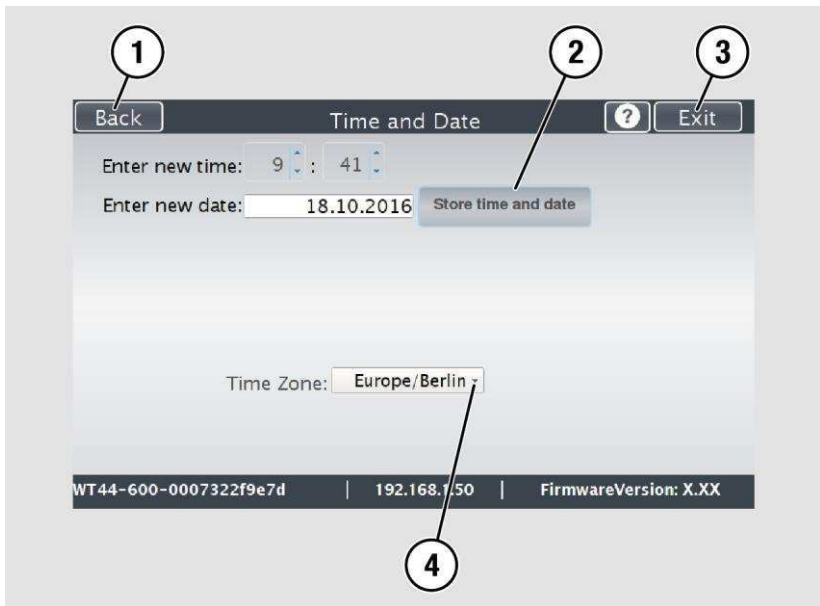 1 2 3
Back Time and Date ? Exit
Enter new time: 9 : 41
Enter new date: 18.10.2016 Store time and date
Time Zone: Europe/Berlin
WT44-600-0007322f9e7d | 192.168.1.50 | FirmwareVersion: X.XX
4